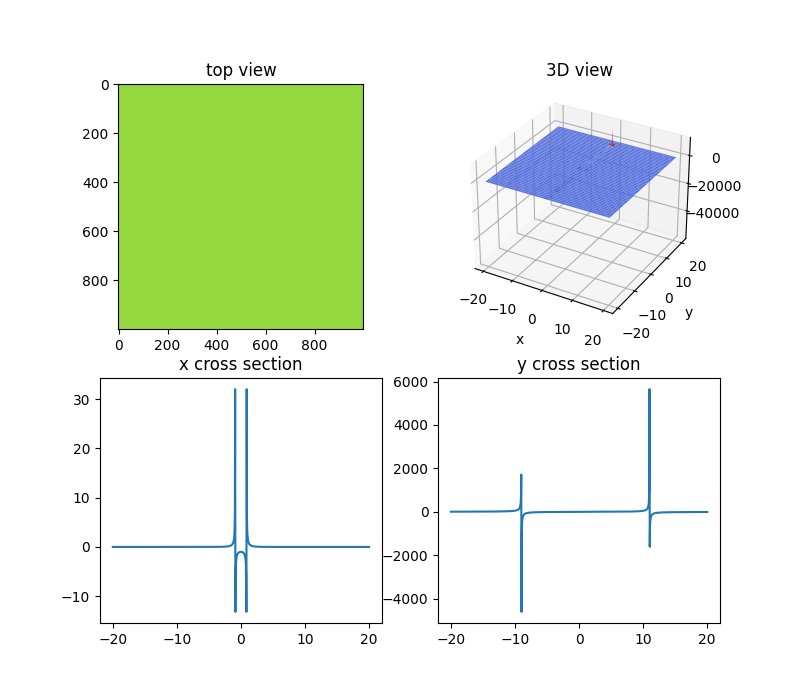 top view
0
200
400
600
800
0 200 400 600 800
3D view
0
−20000
−40000
−20 −10 0 10 20
x
−20 −10 0 10 20
y
x cross section
30
20
10
0
−10
−20 −10 0 10 20
y cross section
6000
4000
2000
0
−2000
−4000
−20 −10 0 10 20